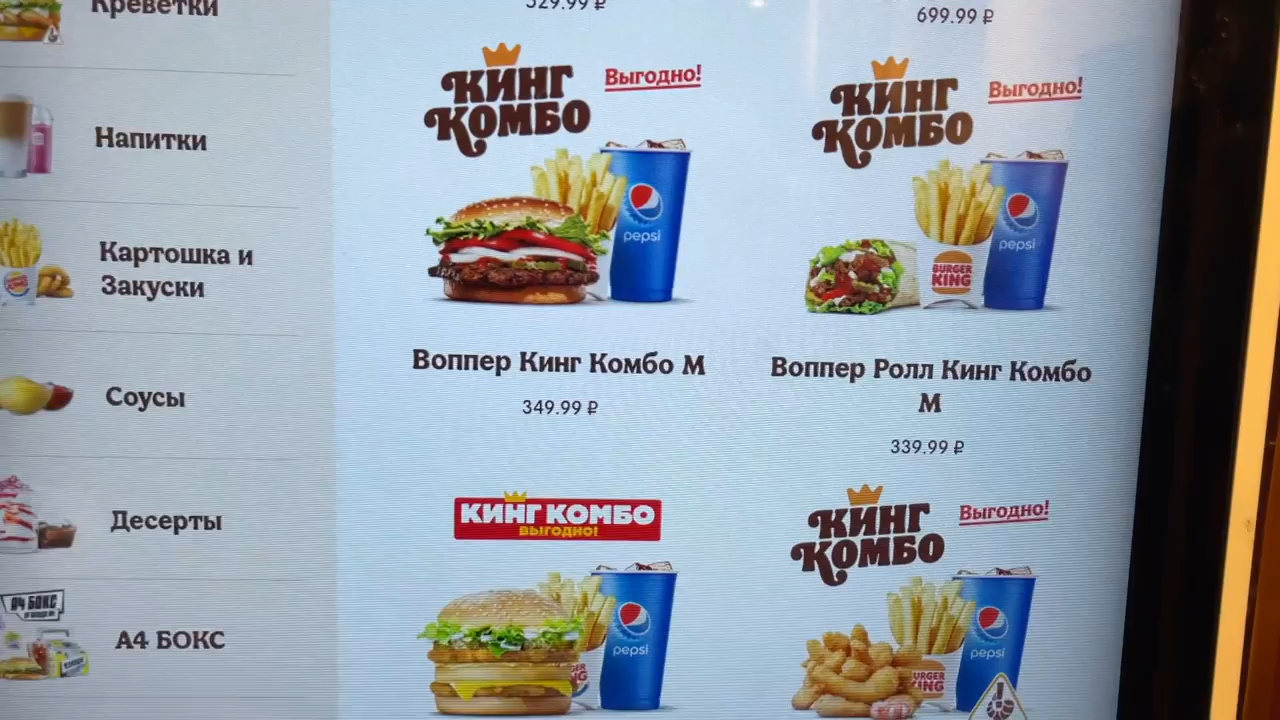 Креветки
Напитки
Картошка и
Закуски
Соусы
Десерты
А4 БОКС
А4 БОКС
529.99 ₽
699.99 ₽
КИНГ
КОМБО
Выгодно!
pepsi
Воппер Кинг Комбо М
349.99 ₽
КИНГ
КОМБО
Выгодно!
pepsi
BURGER
KING
Воппер Ролл Кинг Комбо
М
339.99 ₽
КИНГ КОМБО
ВЫГОДНО!
pepsi
КИНГ
КОМБО
Выгодно!
pepsi